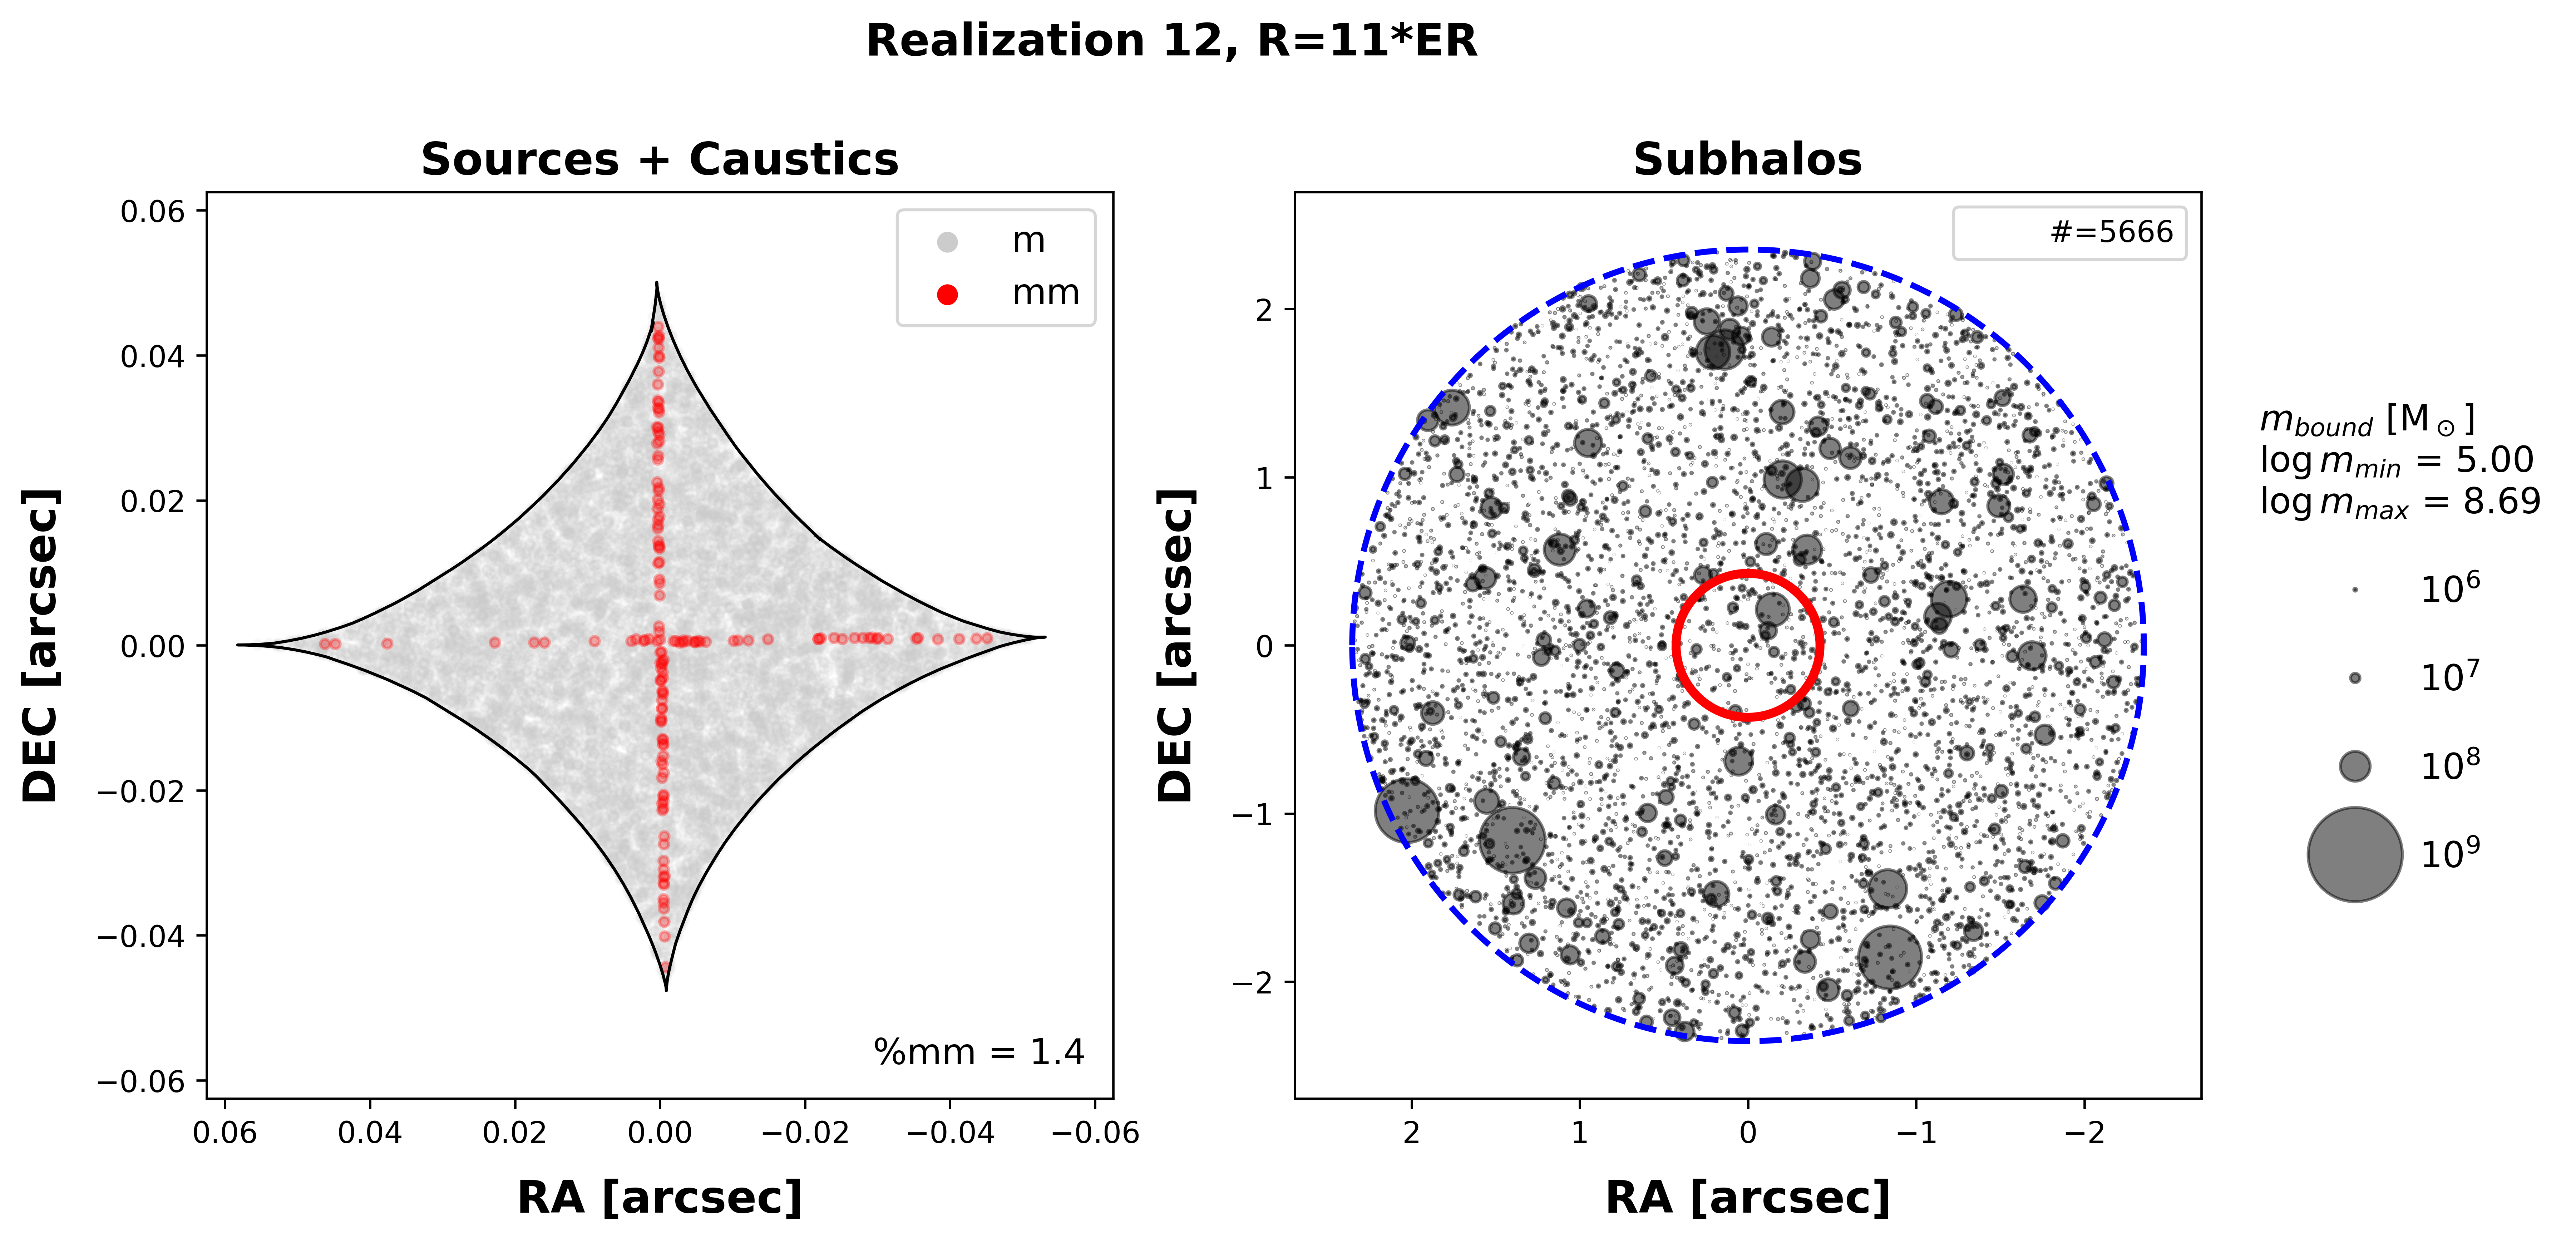 Realization 12, R=11*ER
Sources + Caustics
m
mm
0.06
0.04
0.02
0.00
−0.02
−0.04
−0.06
DEC [arcsec]
%mm = 1.4
0.06
0.04
0.02
0.00
−0.02
−0.04
−0.06
RA [arcsec]
Subhalos
#=5666
2
1
0
−1
−2
DEC [arcsec]
2
1
0
−1
−2
RA [arcsec]
m_bound [M_⊙]
log m_min = 5.00
log m_max = 8.69
10^6
10^7
10^8
10^9